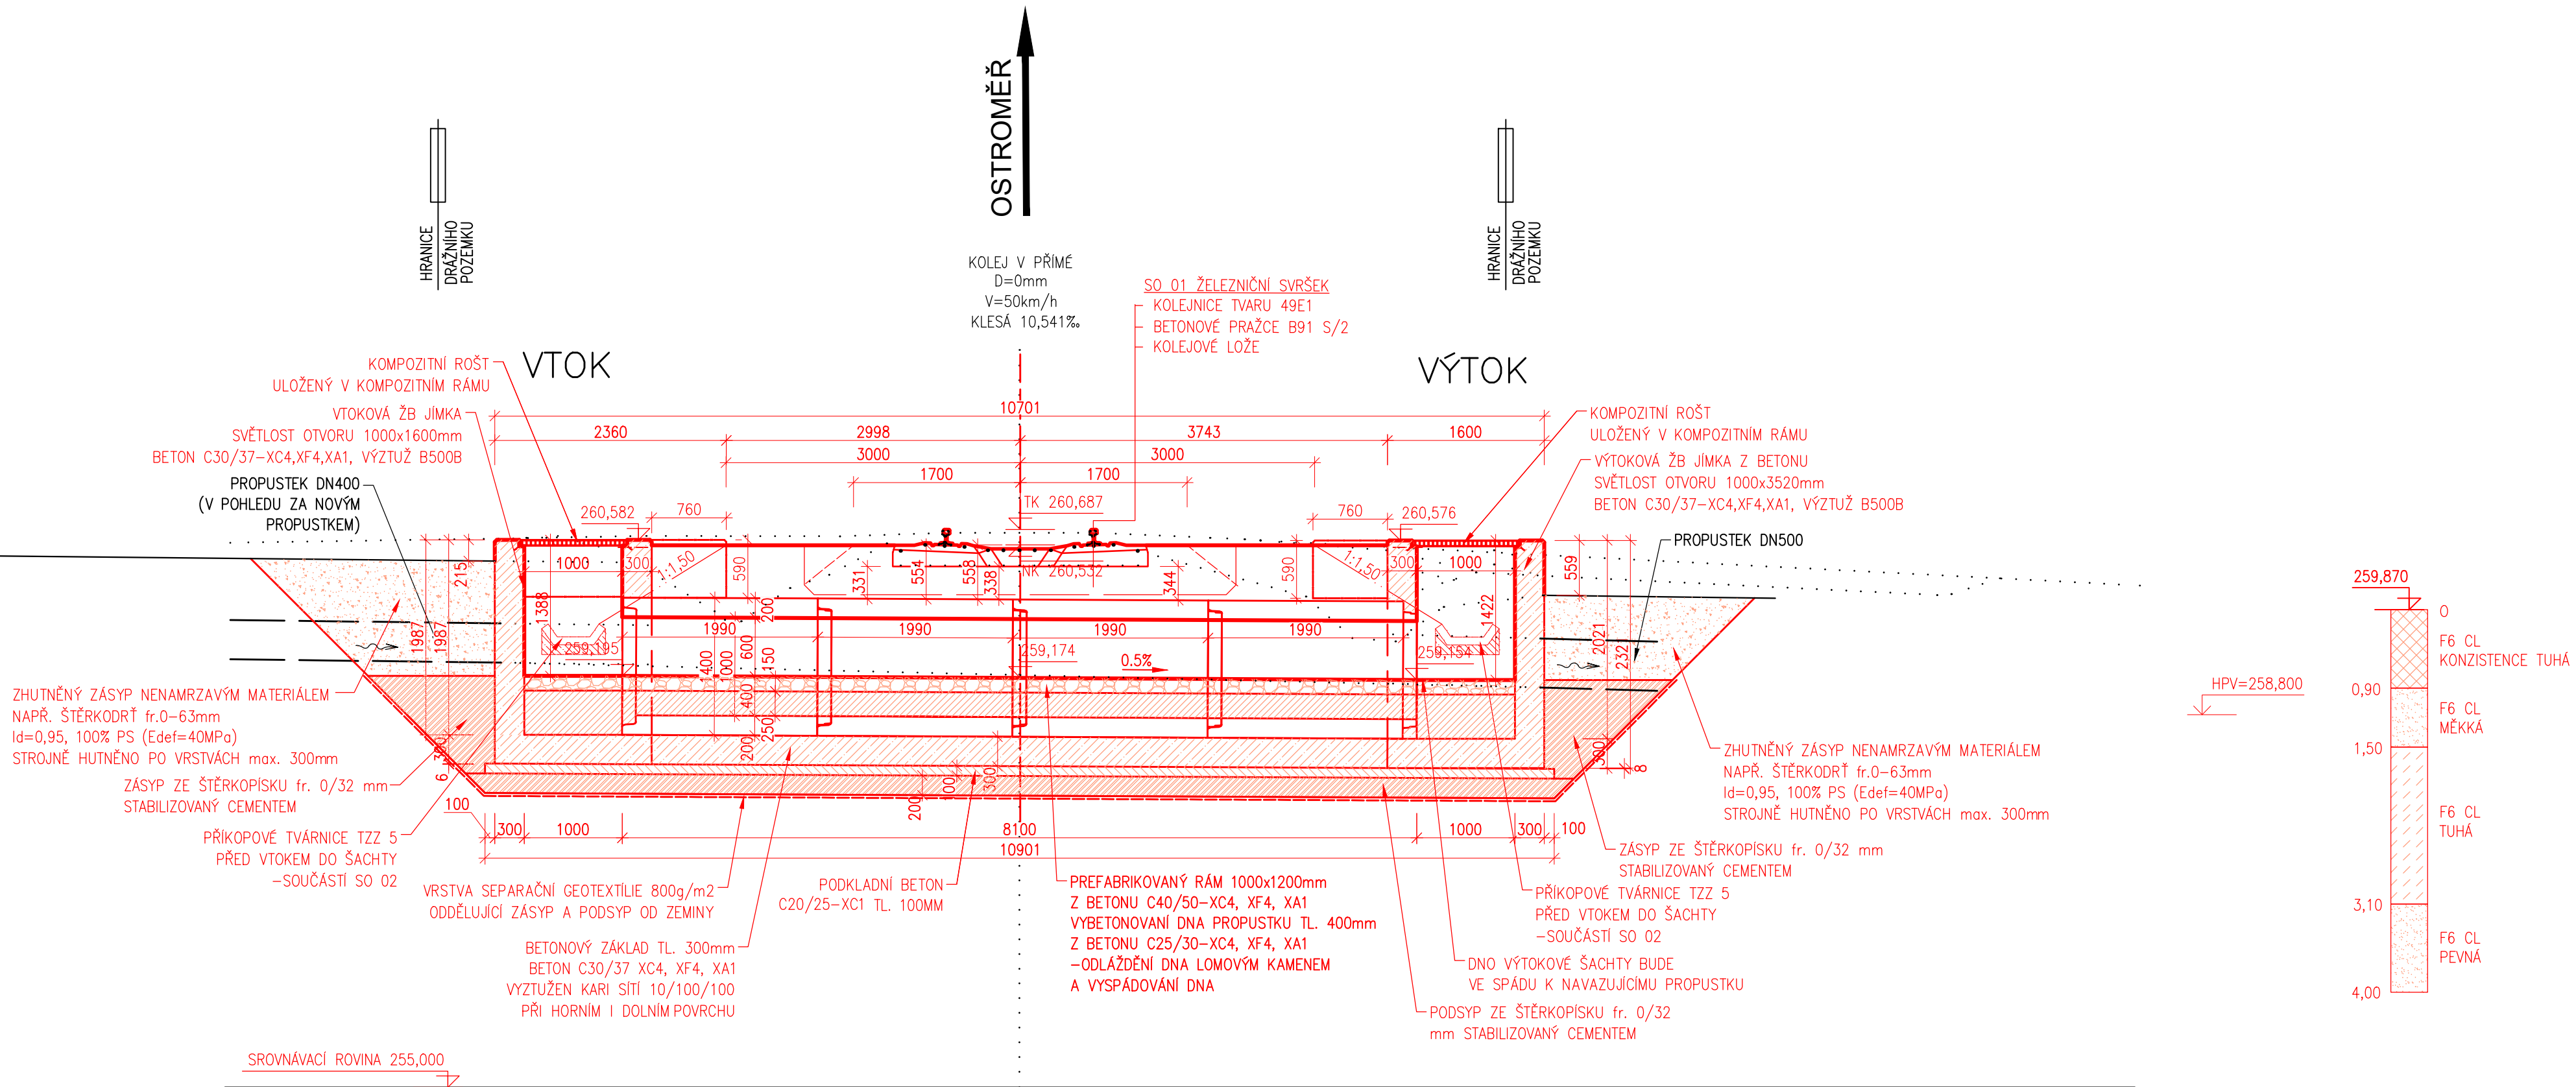 OSTROMĚŘ
HRANICE
DRÁŽNÍHO
POZEMKU
HRANICE
DRÁŽNÍHO
POZEMKU
KOLEJ V PŘÍMÉ
D=0mm
V=50km/h
KLESÁ 10,541‰
SO 01 ŽELEZNIČNÍ SVRŠEK
KOLEJNICE TVARU 49E1
BETONOVÉ PRAŽCE B91 S/2
KOLEJOVÉ LOŽE
VTOK
VÝTOK
KOMPOZITNÍ ROŠT
ULOŽENÝ V KOMPOZITNÍM RÁMU
VTOKOVÁ ŽB JÍMKA
SVĚTLOST OTVORU 1000x1600mm
BETON C30/37-XC4,XF4,XA1, VÝZTUŽ B500B
PROPUSTEK DN400
(V POHLEDU ZA NOVÝM
PROPUSTKEM)
KOMPOZITNÍ ROŠT
ULOŽENÝ V KOMPOZITNÍM RÁMU
VÝTOKOVÁ ŽB JÍMKA Z BETONU
SVĚTLOST OTVORU 1000x3520mm
BETON C30/37-XC4,XF4,XA1, VÝZTUŽ B500B
PROPUSTEK DN500
10701
2360
2998
3743
1600
3000
3000
1700
1700
TK 260,687
NK 260,532
260,582
760
760
260,576
1000
300
1:1,50
590
331
554
558
338
344
590
1:1,50
300
1000
559
215
1987
1987
1388
200
1422
2021
2321
1990
1990
1990
1990
259,195
259,174
0.5%
259,154
1400
1000
600
150
400
250
200
300
6
300
8
200
100
300
100
300
1000
8100
1000
300
100
10901
ZHUTNĚNÝ ZÁSYP NENAMRZAVÝM MATERIÁLEM
NAPŘ. ŠTĚRKODRŤ fr.0-63mm
Id=0,95, 100% PS (Edef=40MPa)
STROJNĚ HUTNĚNO PO VRSTVÁCH max. 300mm
ZÁSYP ZE ŠTĚRKOPÍSKU fr. 0/32 mm
STABILIZOVANÝ CEMENTEM
PŘÍKOPOVÉ TVÁRNICE TZZ 5
PŘED VTOKEM DO ŠACHTY
-SOUČÁSTÍ SO 02
VRSTVA SEPARAČNÍ GEOTEXTÍLIE 800g/m2
ODDĚLUJÍCÍ ZÁSYP A PODSYP OD ZEMINY
BETONOVÝ ZÁKLAD TL. 300mm
BETON C30/37 XC4, XF4, XA1
VYZTUŽEN KARI SÍTÍ 10/100/100
PŘI HORNÍM I DOLNÍM POVRCHU
PODKLADNÍ BETON
C20/25-XC1 TL. 100MM
PREFABRIKOVANÝ RÁM 1000x1200mm
Z BETONU C40/50-XC4, XF4, XA1
VYBETONOVANÍ DNA PROPUSTKU TL. 400mm
Z BETONU C25/30-XC4, XF4, XA1
-ODLÁŽDĚNÍ DNA LOMOVÝM KAMENEM
A VYSPÁDOVÁNÍ DNA
ZHUTNĚNÝ ZÁSYP NENAMRZAVÝM MATERIÁLEM
NAPŘ. ŠTĚRKODRŤ fr.0-63mm
Id=0,95, 100% PS (Edef=40MPa)
STROJNĚ HUTNĚNO PO VRSTVÁCH max. 300mm
ZÁSYP ZE ŠTĚRKOPÍSKU fr. 0/32 mm
STABILIZOVANÝ CEMENTEM
PŘÍKOPOVÉ TVÁRNICE TZZ 5
PŘED VTOKEM DO ŠACHTY
-SOUČÁSTÍ SO 02
DNO VÝTOKOVÉ ŠACHTY BUDE
VE SPÁDU K NAVAZUJÍCÍMU PROPUSTKU
PODSYP ZE ŠTĚRKOPÍSKU fr. 0/32
mm STABILIZOVANÝ CEMENTEM
SROVNÁVACÍ ROVINA 255,000
259,870
0
F6 CL
KONZISTENCE TUHÁ
HPV=258,800
0,90
F6 CL
MĚKKÁ
1,50
F6 CL
TUHÁ
3,10
F6 CL
PEVNÁ
4,00